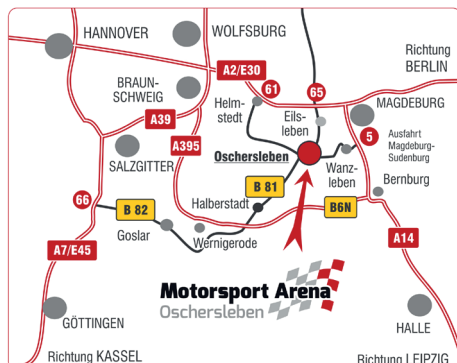 HANNOVER
WOLFSBURG
A2/E30
Richtung
BERLIN
BRAUN-
SCHWEIG
61
65
Helm-
stedt
MAGDEBURG
A39
Eils-
leben
5
Ausfahrt
Magdeburg-
Sudenburg
SALZGITTER
A395
Oschersleben
Wanz-
leben
Bernburg
66
B 82
B 81
Halberstadt
B6N
Goslar
Wernigerode
A7/E45
A14
Motorsport Arena
Oschersleben
GÖTTINGEN
HALLE
Richtung KASSEL
Richtung LEIPZIG